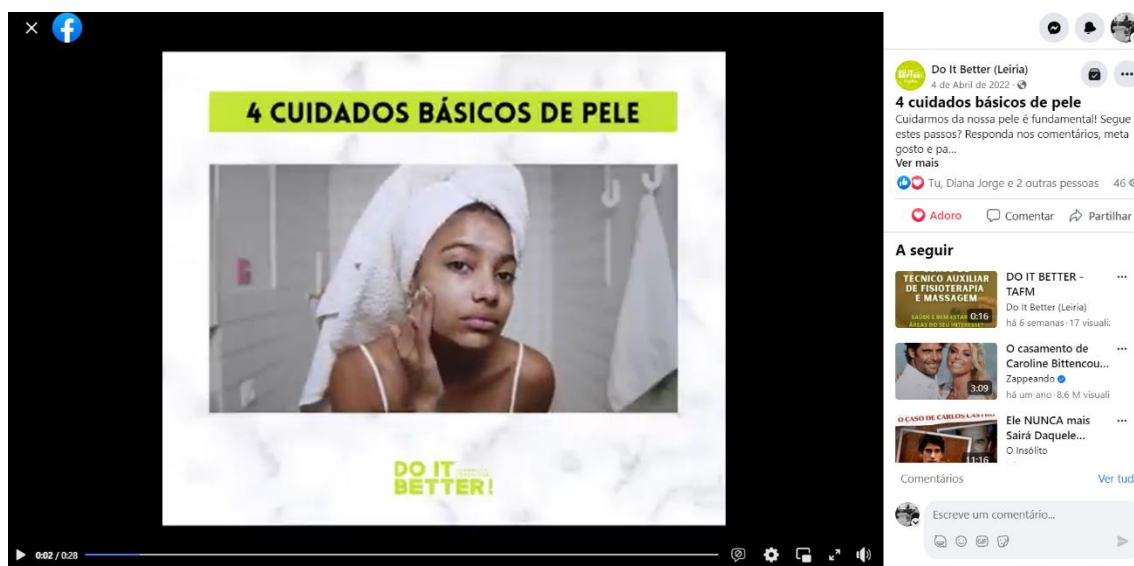 4 CUIDADOS BÁSICOS DE PELE
DO IT
BETTER!
0:02 / 0:28
Do It Better (Leiria)
4 de Abril de 2022 ·
4 cuidados básicos de pele
Cuidarmos da nossa pele é fundamental! Segue
estes passos? Responda nos comentários, meta
gosto e pa...
Ver mais
Tu, Diana Jorge e 2 outras pessoas 46
Adoro Comentar Partilhar
A seguir
TÉCNICO AUXILIAR
DE FISIOTERAPIA
E MASSAGEM
0:16
DO IT BETTER -
TAFM
Do It Better (Leiria)
há 6 semanas · 17 visuali
3:09
O casamento de
Caroline Bittencou...
Zappeando
há um ano · 8,6 M visuali
O CASO DE CARLOS CASTRO
11:16
Ele NUNCA mais
Sairá Daquele...
O Insólito
Comentários Ver tud
Escreve um comentário...
GIF